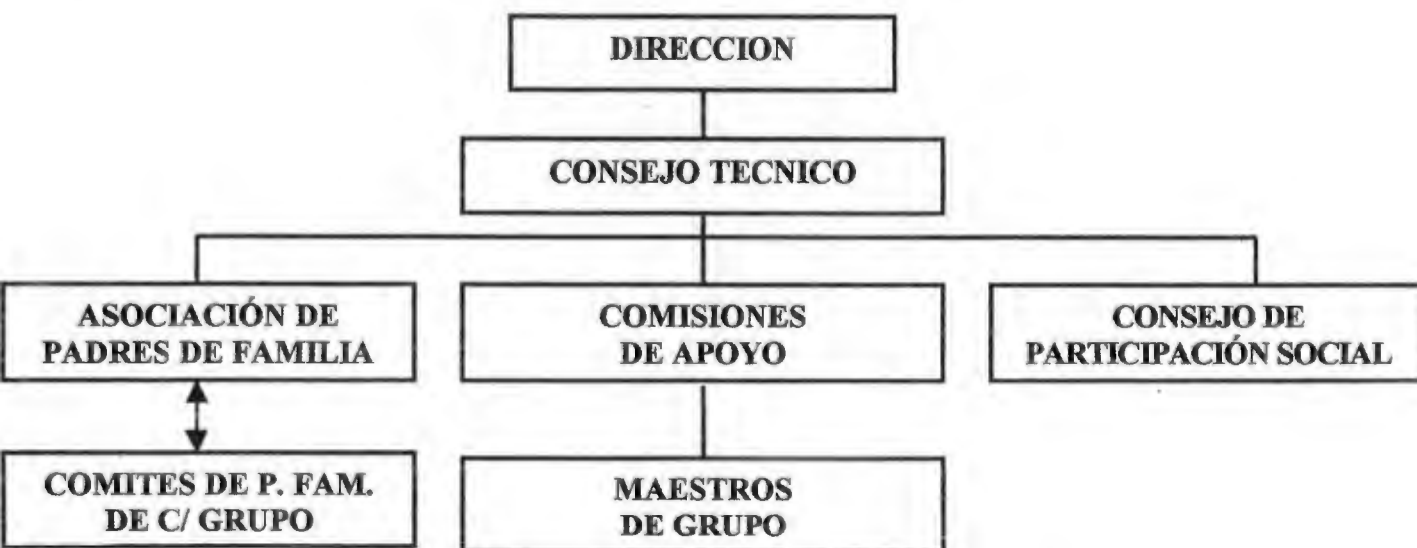 DIRECCION
CONSEJO TECNICO
ASOCIACIÓN DE
PADRES DE FAMILIA
COMISIONES
DE APOYO
CONSEJO DE
PARTICIPACIÓN SOCIAL
COMITES DE P. FAM.
DE C/ GRUPO
MAESTROS
DE GRUPO